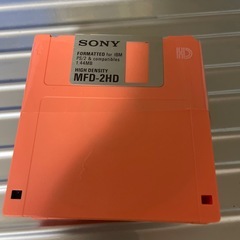 SONY
FORMATTED for IBM
PS/2 & compatibles
1.44MB
HIGH DENSITY
MFD-2HD
HD